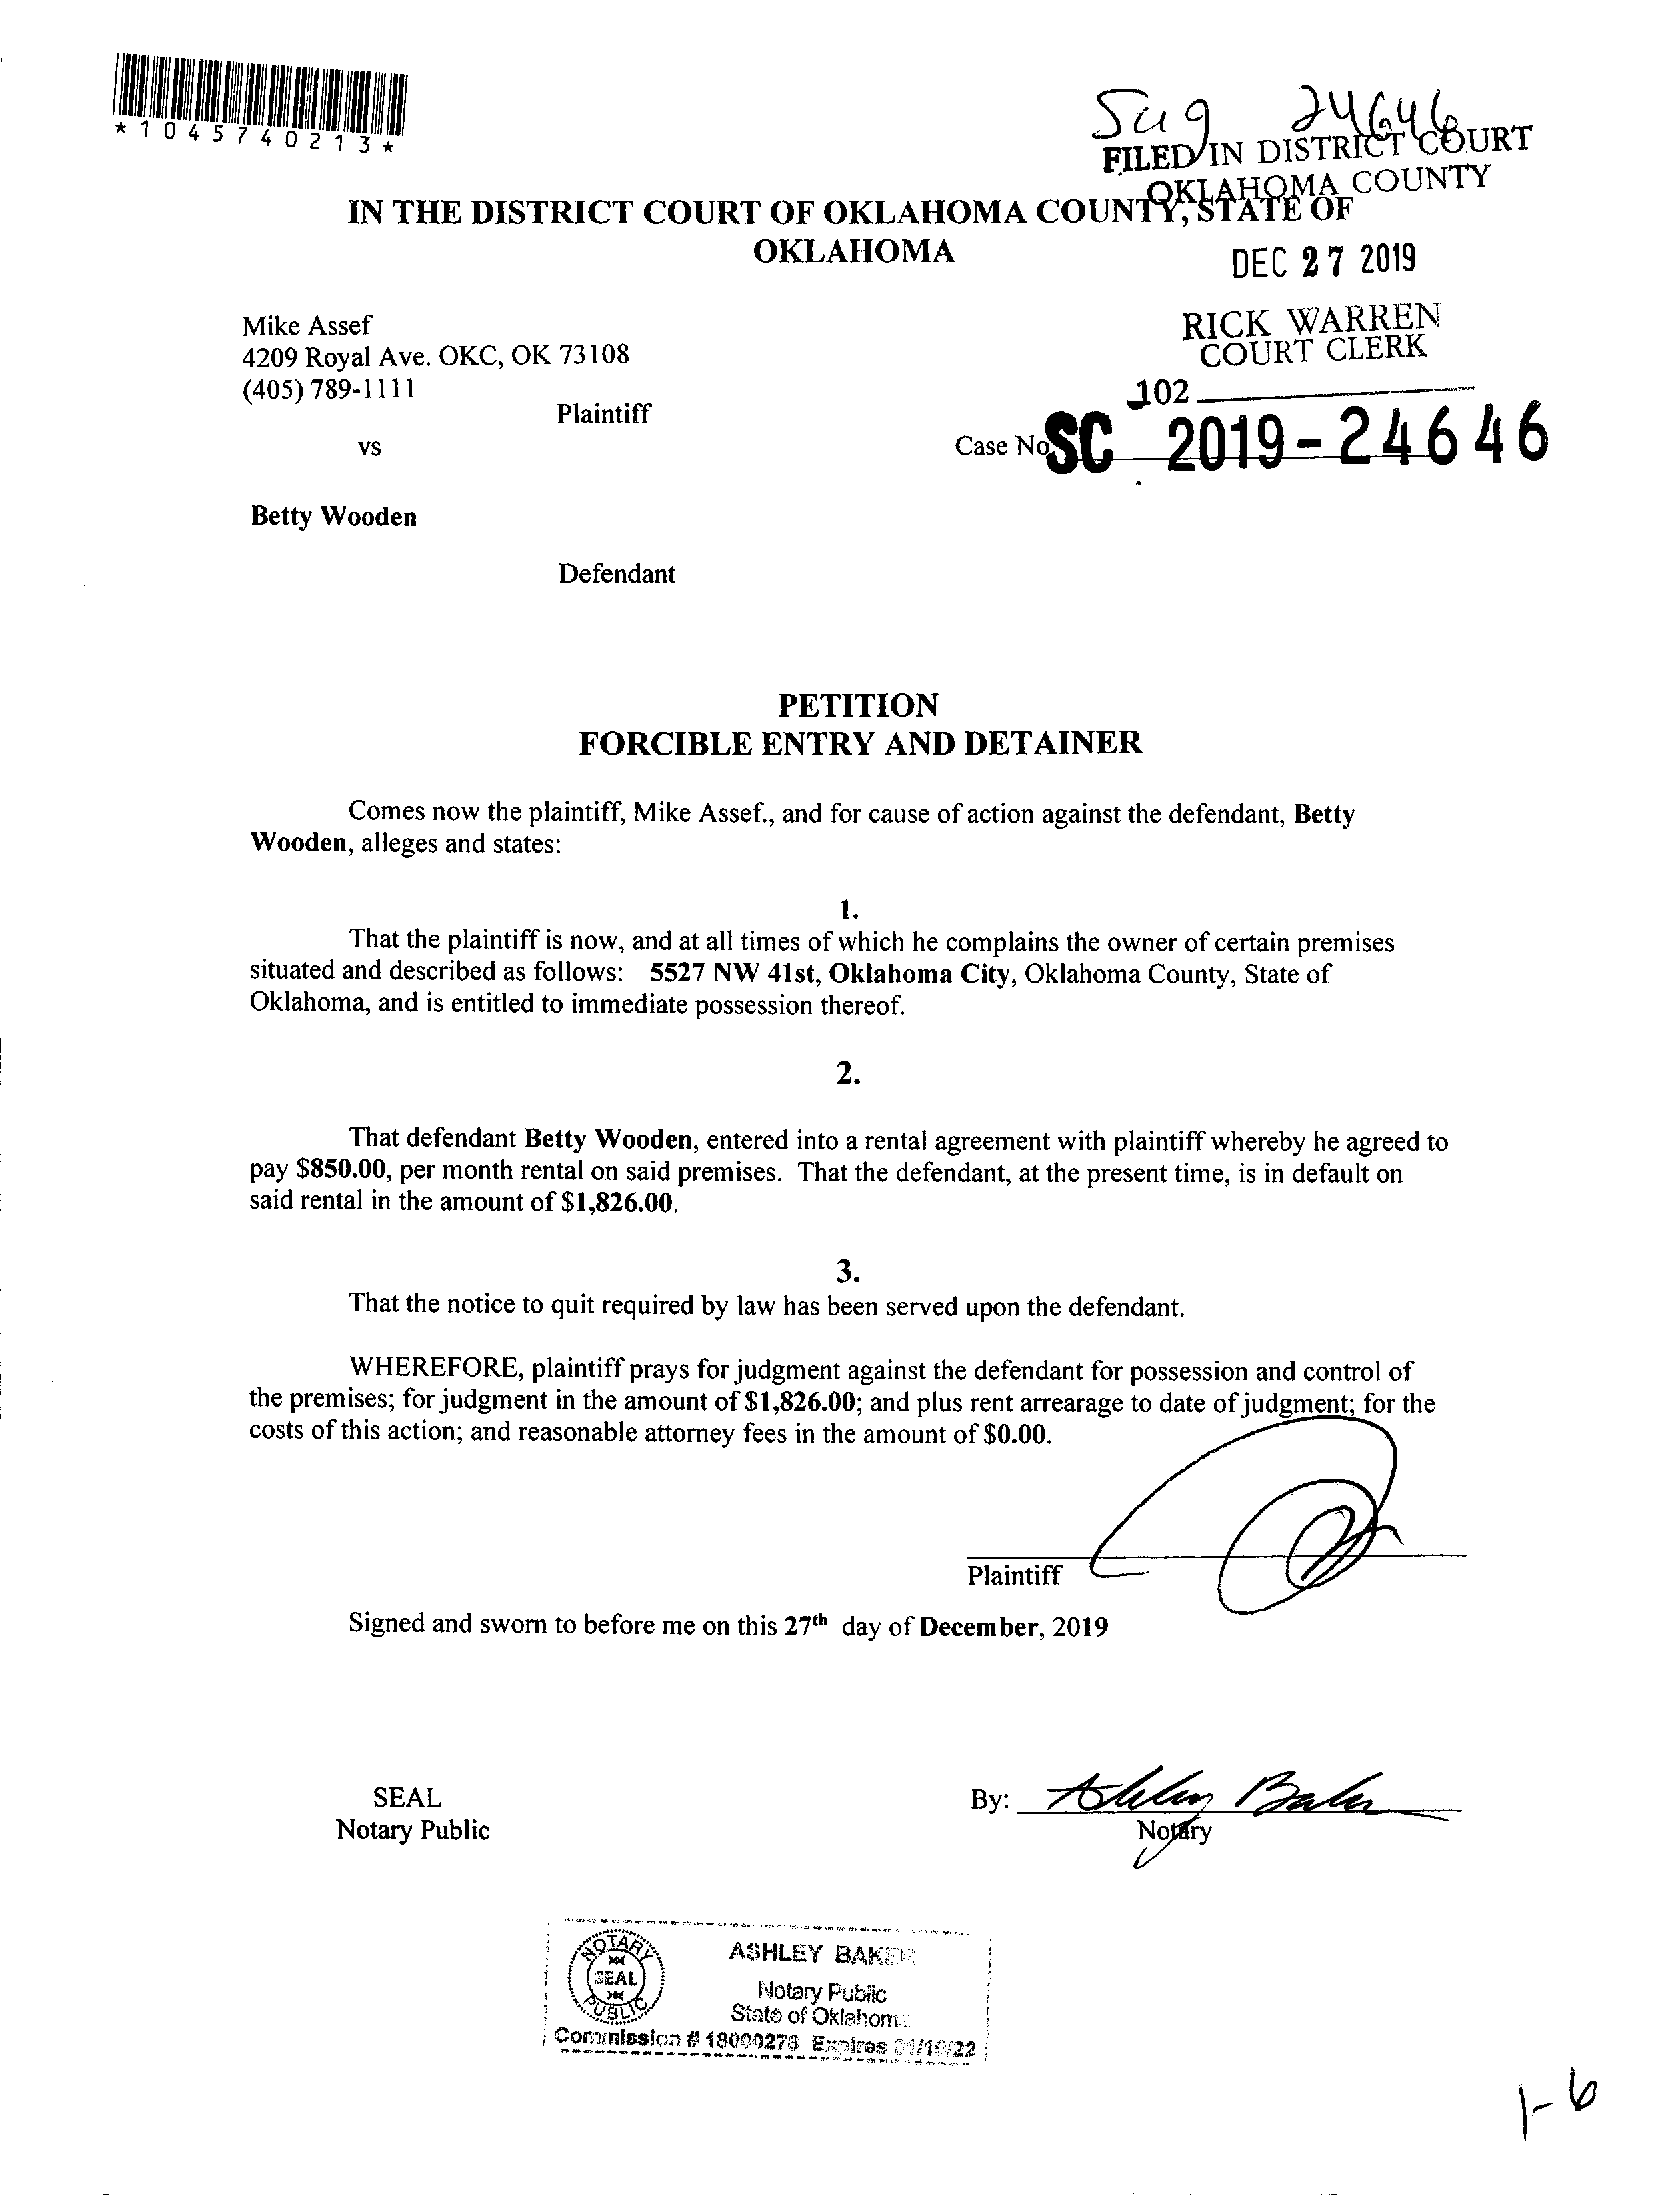 *1045740213*
24646
FILED IN DISTRICT COURT
OKLAHOMA COUNTY
IN THE DISTRICT COURT OF OKLAHOMA COUNTY, STATE OF
OKLAHOMA
DEC 27 2019
Mike Assef
4209 Royal Ave. OKC, OK 73108
(405) 789-1111
RICK WARREN
COURT CLERK
102
Plaintiff
vs
Case No. SC 2019-24646
Betty Wooden
Defendant
PETITION
FORCIBLE ENTRY AND DETAINER
Comes now the plaintiff, Mike Assef., and for cause of action against the defendant, Betty
Wooden, alleges and states:
1.
That the plaintiff is now, and at all times of which he complains the owner of certain premises
situated and described as follows: 5527 NW 41st, Oklahoma City, Oklahoma County, State of
Oklahoma, and is entitled to immediate possession thereof.
2.
That defendant Betty Wooden, entered into a rental agreement with plaintiff whereby he agreed to
pay $850.00, per month rental on said premises. That the defendant, at the present time, is in default on
said rental in the amount of $1,826.00.
3.
That the notice to quit required by law has been served upon the defendant.
WHEREFORE, plaintiff prays for judgment against the defendant for possession and control of
the premises; for judgment in the amount of $1,826.00; and plus rent arrearage to date of judgment; for the
costs of this action; and reasonable attorney fees in the amount of $0.00.
Plaintiff
Signed and sworn to before me on this 27th day of December, 2019
SEAL
Notary Public
By: Ashley Baker
Notary
NOTARY
SEAL
PUBLIC
ASHLEY BAKER
Notary Public
State of Oklahoma
Commission # 18000278 Expires
1-6